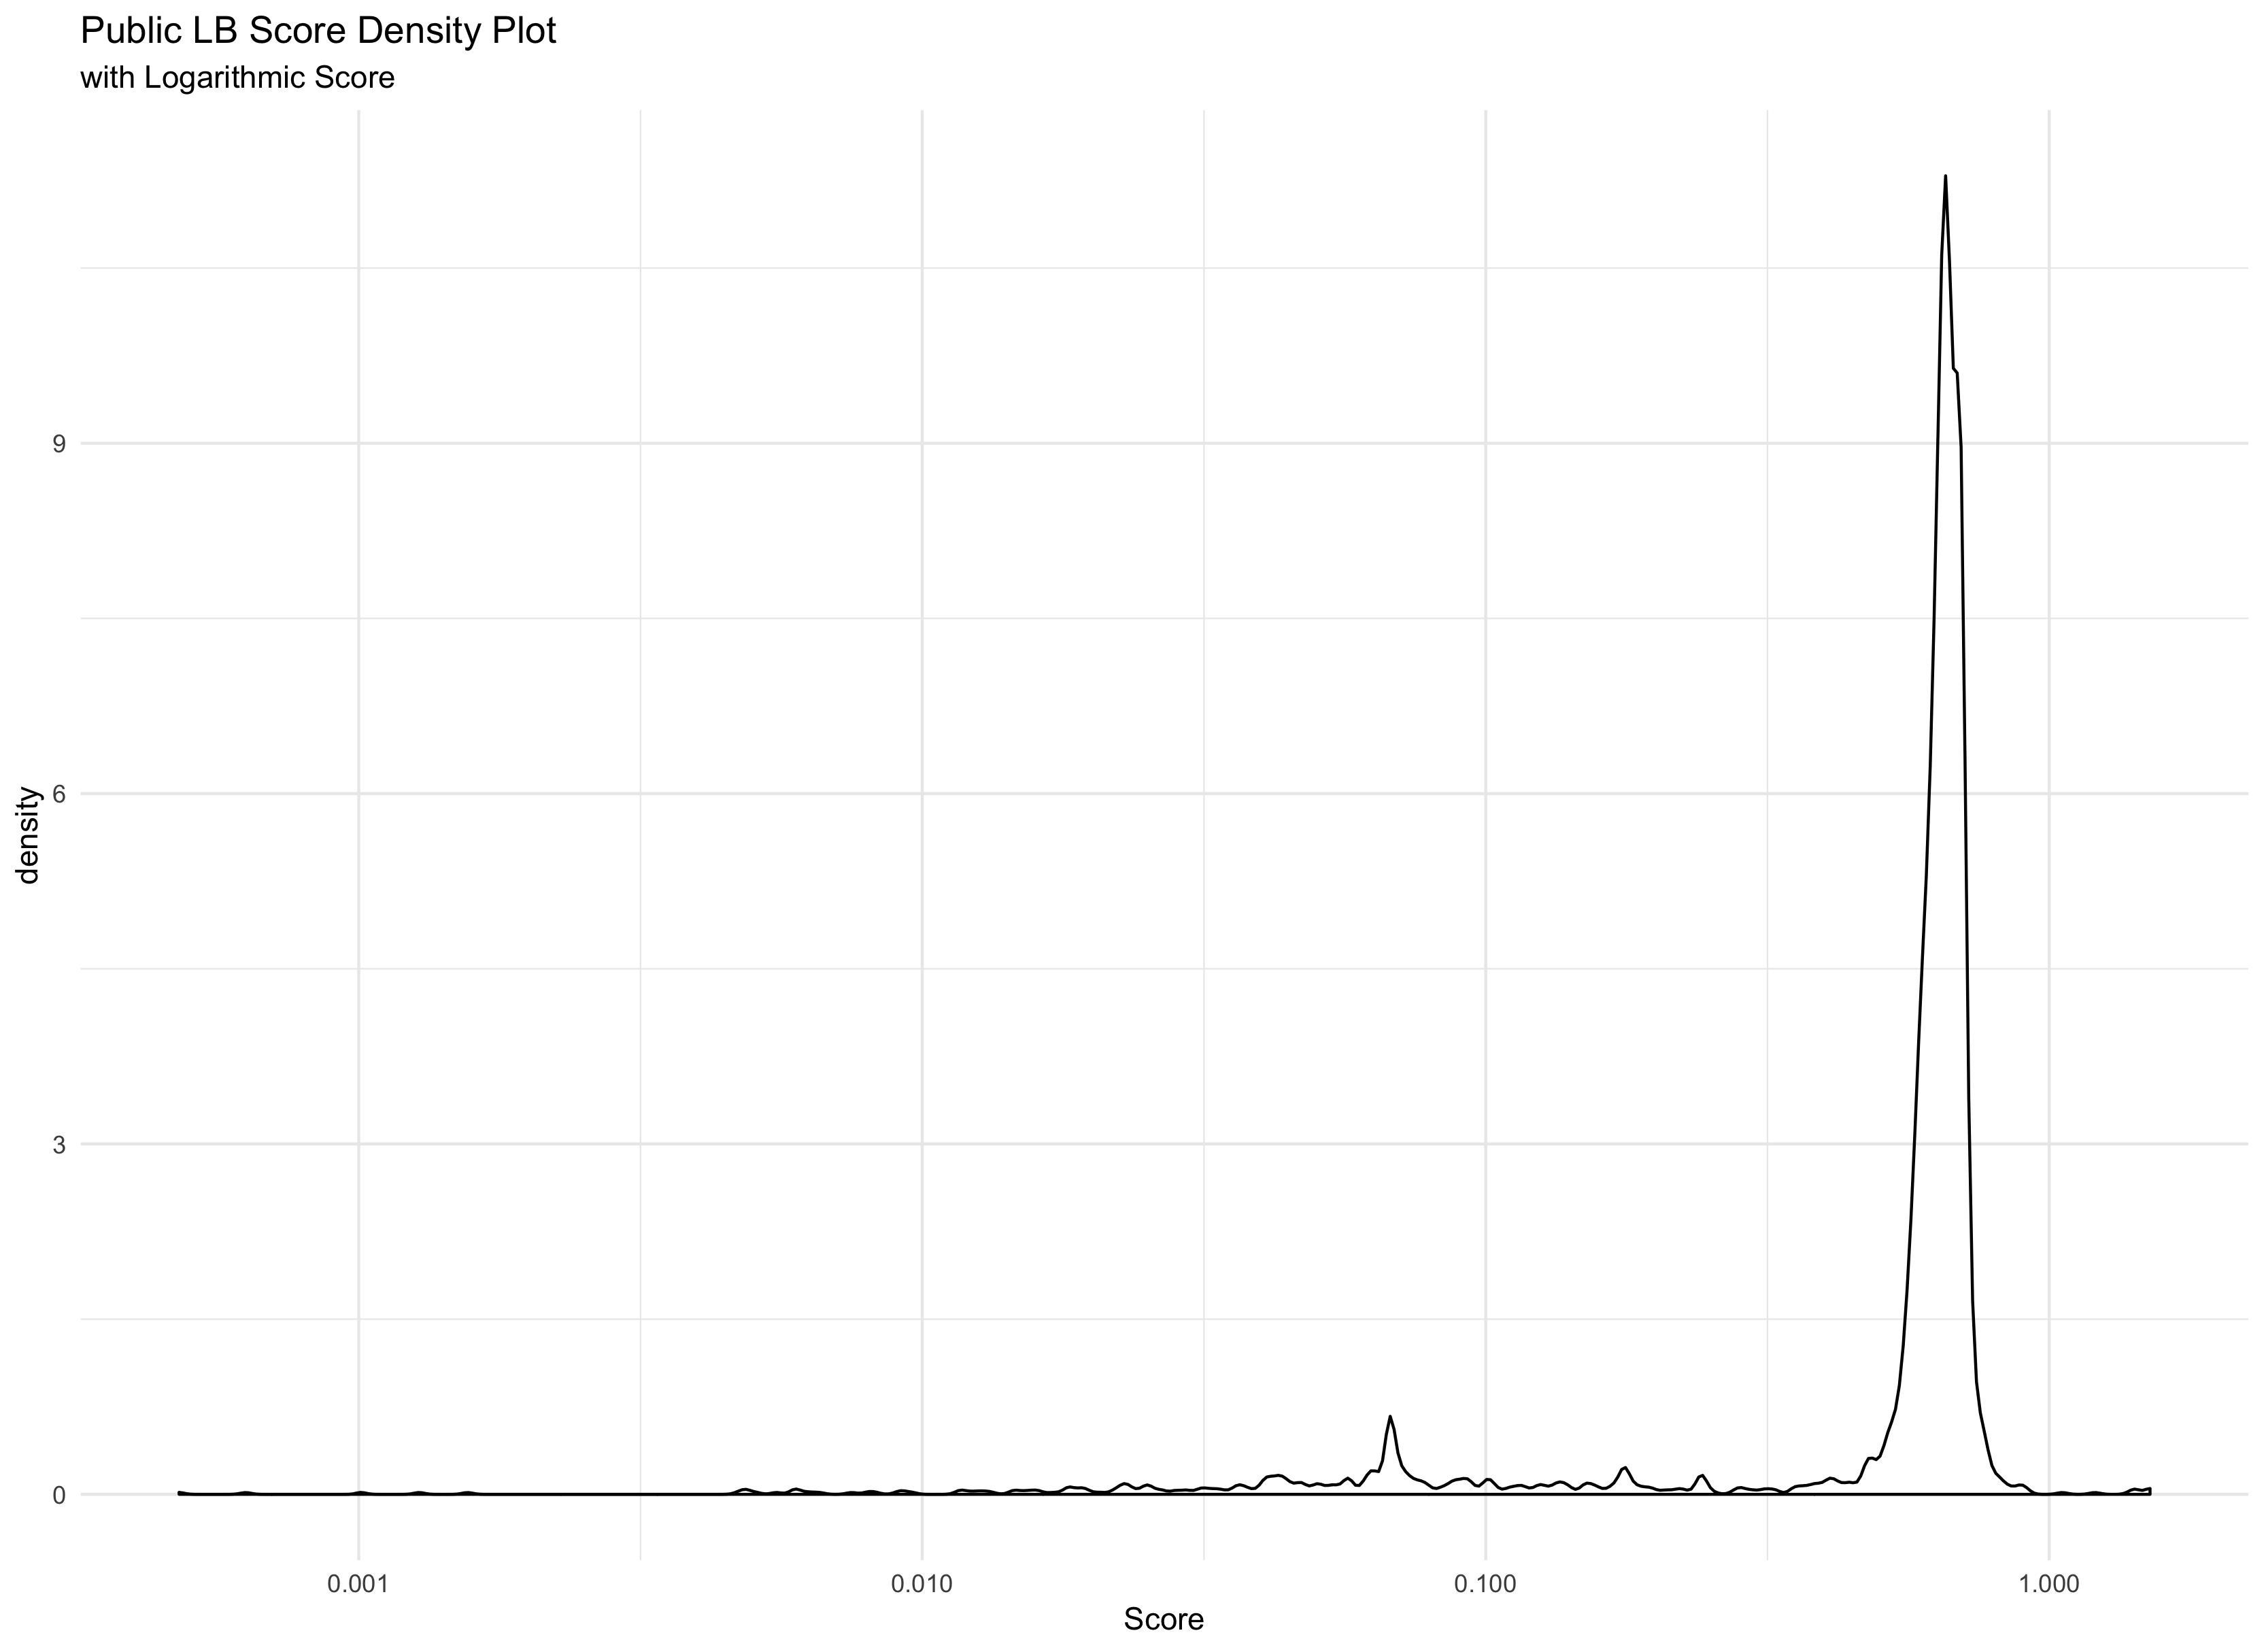 Public LB Score Density Plot
with Logarithmic Score
density
9
6
3
0
0.001
0.010
0.100
1.000
Score